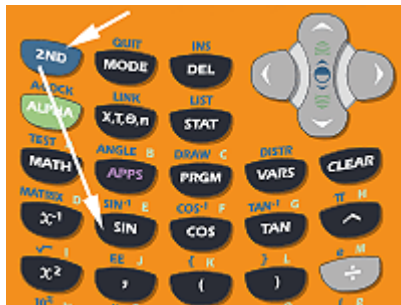 QUIT INS
2ND MODE DEL
A-LOCK LINK LIST
ALPHA X,T,Θ,n STAT
TEST ANGLE B DRAW C DISTR
MATH APPS PRGM VARS CLEAR
MATRIX D SIN-1 E COS-1 F TAN-1 G π H
X-1 SIN COS TAN ^
√ I EE J { K } L e M
X2 , ( ) ÷
10x